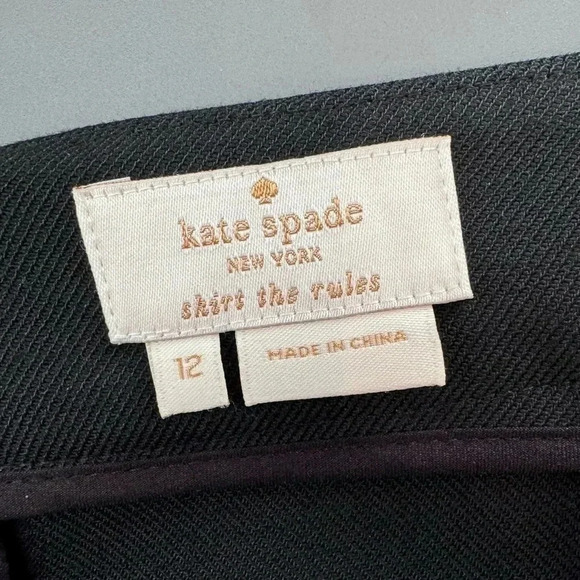 kate spade
NEW YORK
skirt the rules
12
MADE IN CHINA